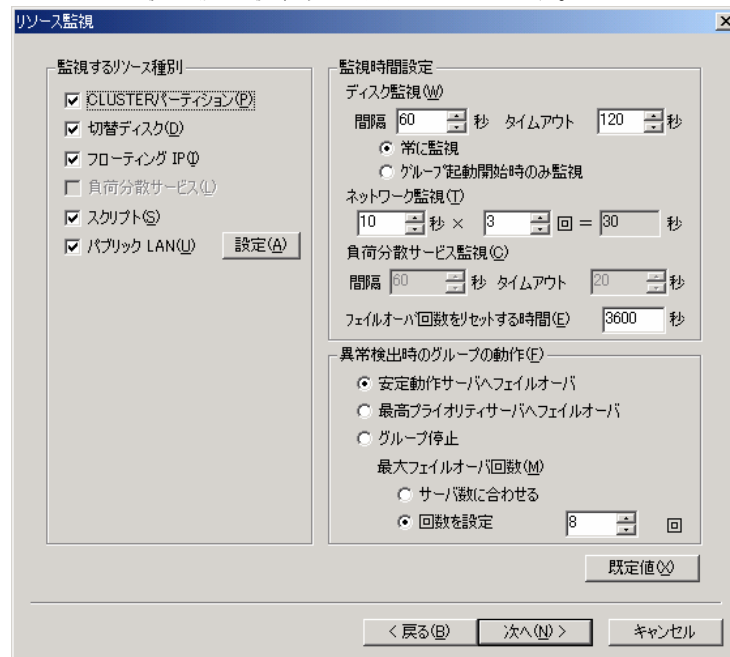 リソース監視
監視するリソース種別
CLUSTERパーティション(P)
切替ディスク(D)
フローティング IP(I)
負荷分散サービス(L)
スクリプト(S)
パブリック LAN(U) 設定(A)
監視時間設定
ディスク監視(W)
間隔 60 秒 タイムアウト 120 秒
常に監視
グループ起動開始時のみ監視
ネットワーク監視(T)
10 秒 × 3 回 = 30 秒
負荷分散サービス監視(C)
間隔 60 秒 タイムアウト 20 秒
フェイルオーバ回数をリセットする時間(E) 3600 秒
異常検出時のグループの動作(F)
安定動作サーバへフェイルオーバ
最高プライオリティサーバへフェイルオーバ
グループ停止
最大フェイルオーバ回数(M)
サーバ数に合わせる
回数を設定 8 回
既定値(X)
< 戻る(B) 次へ(N) > キャンセル